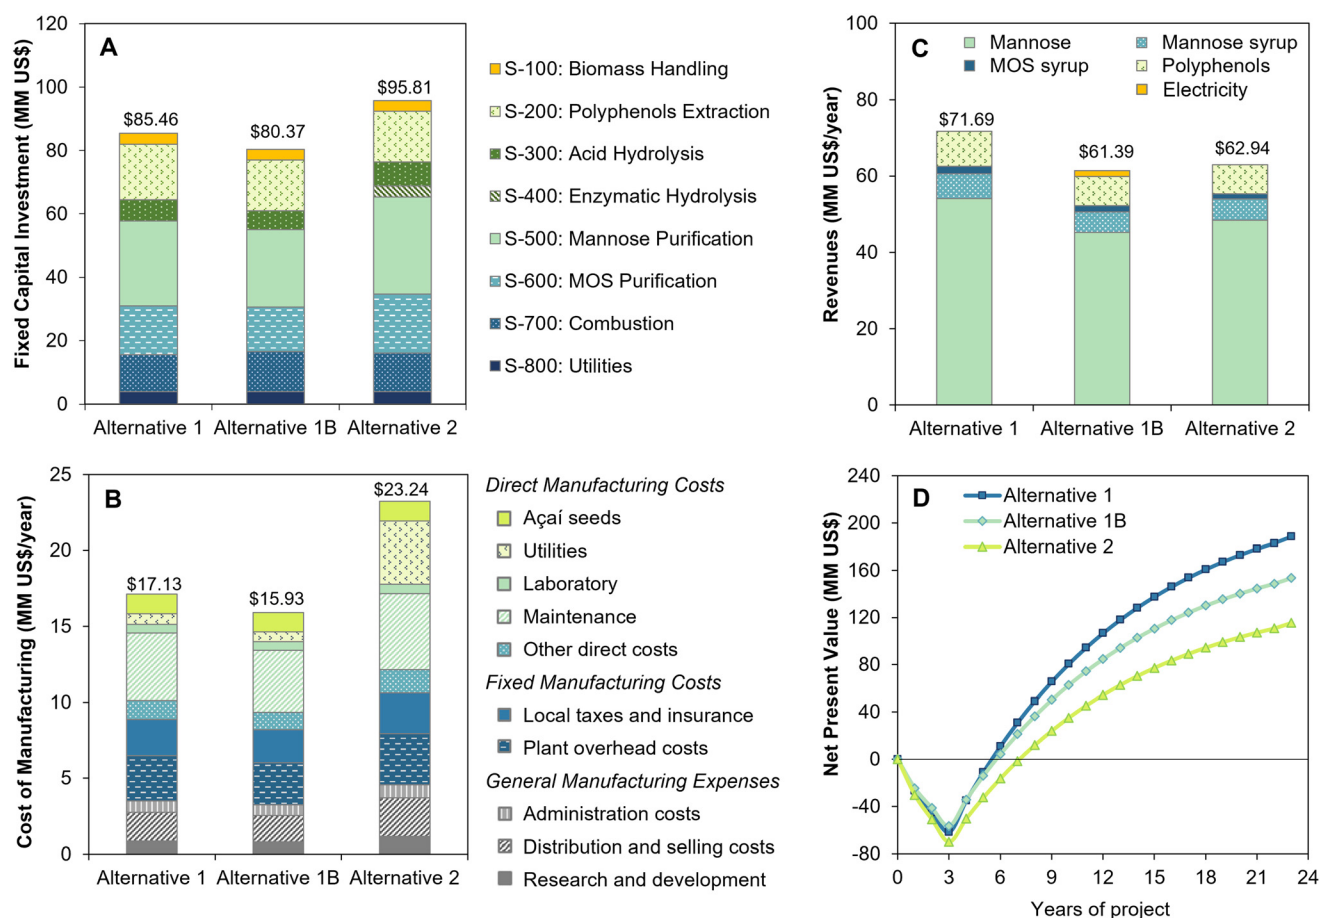 A
Fixed Capital Investment (MM US$)
120
100
80
60
40
20
0
$85.46
$80.37
$95.81
Alternative 1
Alternative 1B
Alternative 2
S-100: Biomass Handling
S-200: Polyphenols Extraction
S-300: Acid Hydrolysis
S-400: Enzymatic Hydrolysis
S-500: Mannose Purification
S-600: MOS Purification
S-700: Combustion
S-800: Utilities
C
Revenues (MM US$/year)
100
80
60
40
20
0
Mannose
Mannose syrup
MOS syrup
Polyphenols
Electricity
$71.69
$61.39
$62.94
Alternative 1
Alternative 1B
Alternative 2
B
Cost of Manufacturing (MM US$/year)
25
20
15
10
5
0
$17.13
$15.93
$23.24
Alternative 1
Alternative 1B
Alternative 2
Direct Manufacturing Costs
Açaí seeds
Utilities
Laboratory
Maintenance
Other direct costs
Fixed Manufacturing Costs
Local taxes and insurance
Plant overhead costs
General Manufacturing Expenses
Administration costs
Distribution and selling costs
Research and development
D
Net Present Value (MM US$)
240
200
160
120
80
40
0
-40
-80
Alternative 1
Alternative 1B
Alternative 2
0 3 6 9 12 15 18 21 24
Years of project